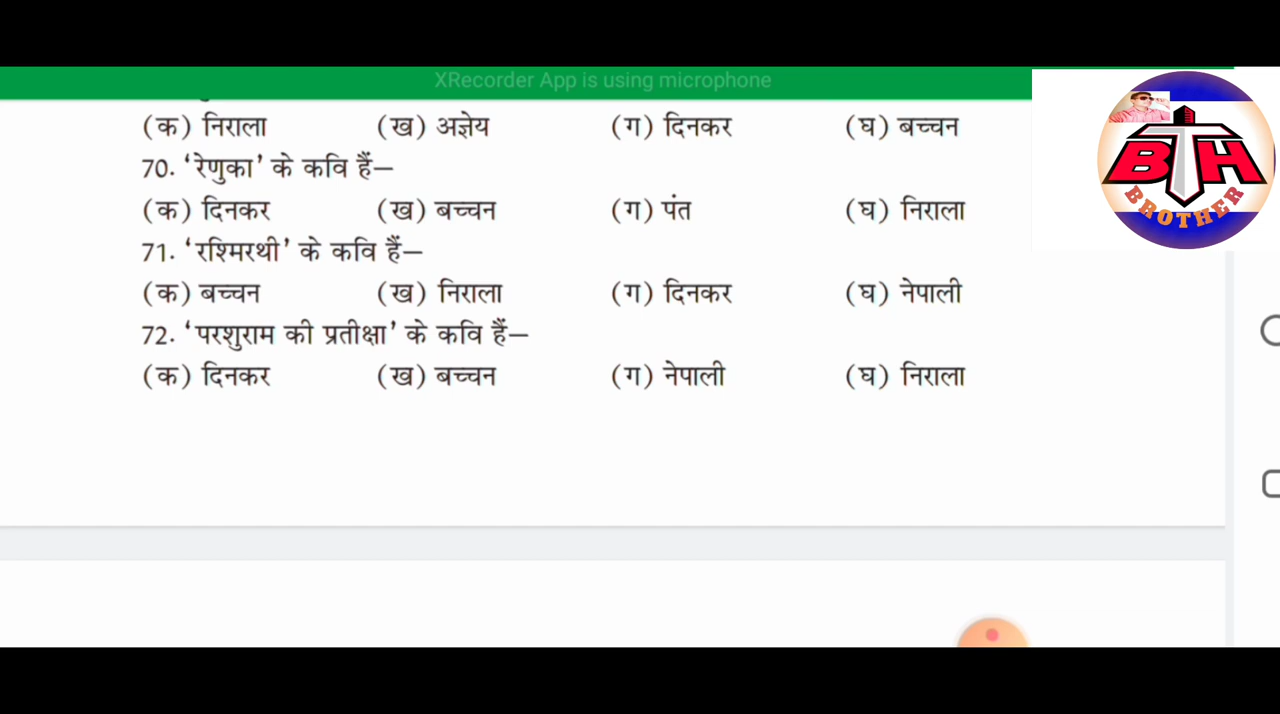 XRecorder App is using microphone
(क) निराला (ख) अज्ञेय (ग) दिनकर (घ) बच्चन
70. ‘रेणुका’ के कवि हैं—
(क) दिनकर (ख) बच्चन (ग) पंत (घ) निराला
71. ‘रश्मिरथी’ के कवि हैं—
(क) बच्चन (ख) निराला (ग) दिनकर (घ) नेपाली
72. ‘परशुराम की प्रतीक्षा’ के कवि हैं—
(क) दिनकर (ख) बच्चन (ग) नेपाली (घ) निराला
BTH
BROTHER